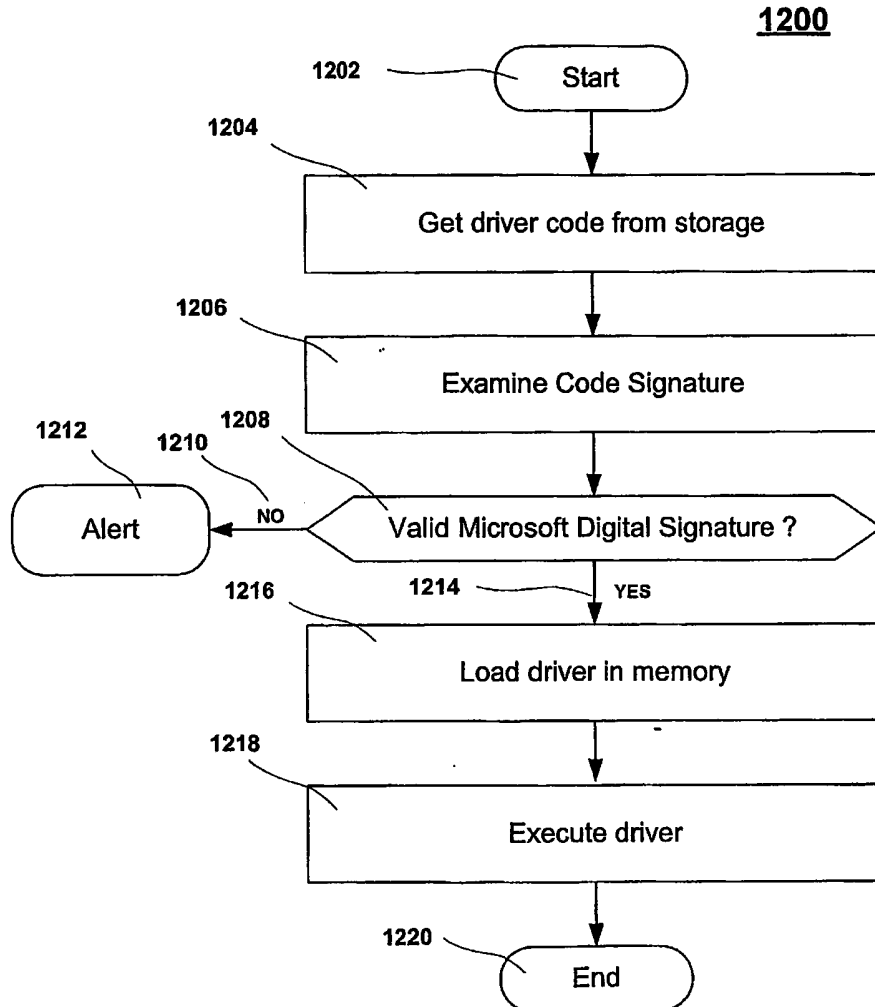 1200
1202
Start
1204
Get driver code from storage
1206
Examine Code Signature
1208
1212
1210
Alert
NO
Valid Microsoft Digital Signature ?
1214
YES
1216
Load driver in memory
1218
Execute driver
1220
End